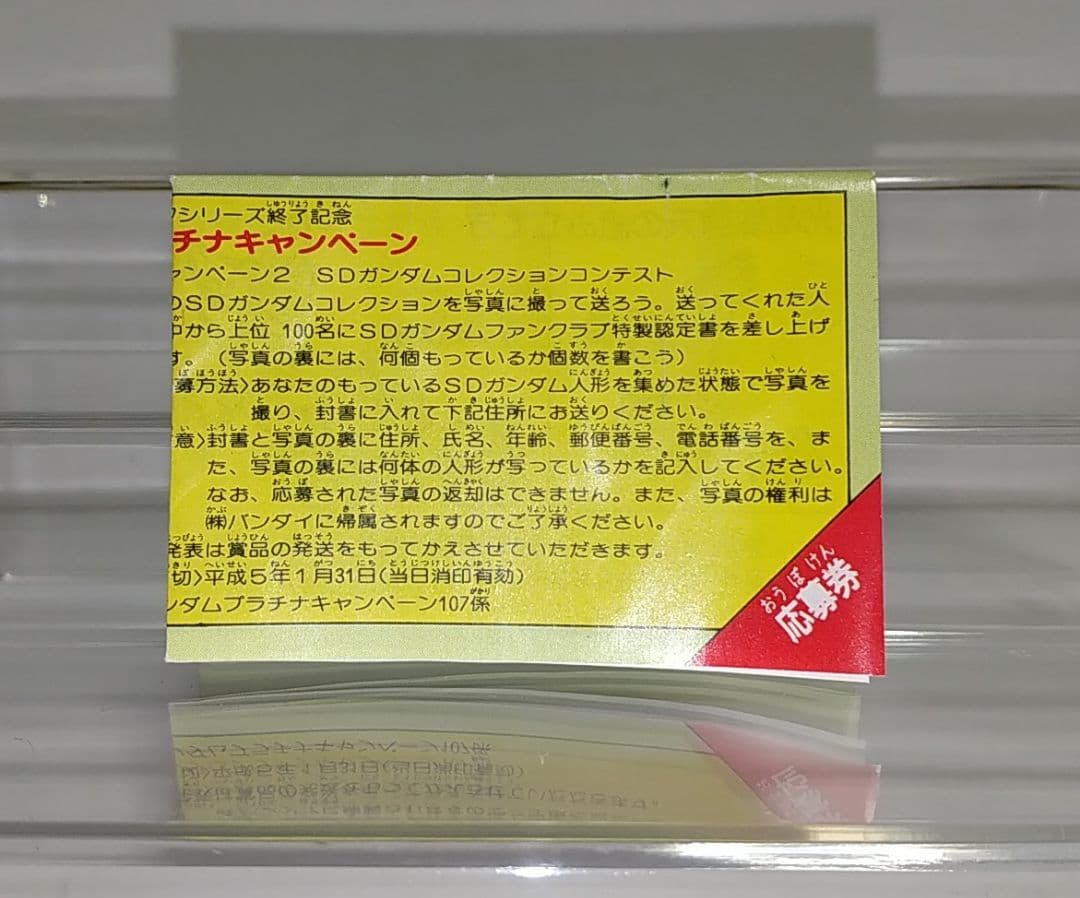 シリーズ終了記念
チナキャンペーン
ャンペーン2 SDガンダムコレクションコンテスト
のSDガンダムコレクションを写真に撮って送ろう。送ってくれた人
中から上位100名にSDガンダムファンクラブ特製認定書を差し上げ
す。(写真の裏には、何個もっているか個数を書こう)
募方法〉あなたのもっているSDガンダム人形を集めた状態で写真を
撮り、封書に入れて下記住所にお送りください。
意〉封書と写真の裏に住所、氏名、年齢、郵便番号、電話番号を、ま
た、写真の裏には何体の人形が写っているかを記入してください。
なお、応募された写真の返却はできません。また、写真の権利は
㈱バンダイに帰属されますのでご了承ください。
発表は賞品の発送をもってかえさせていただきます。
切〉平成5年1月31日(当日消印有効)
ンダムプラチナキャンペーン107係
おうぼけん
応募券